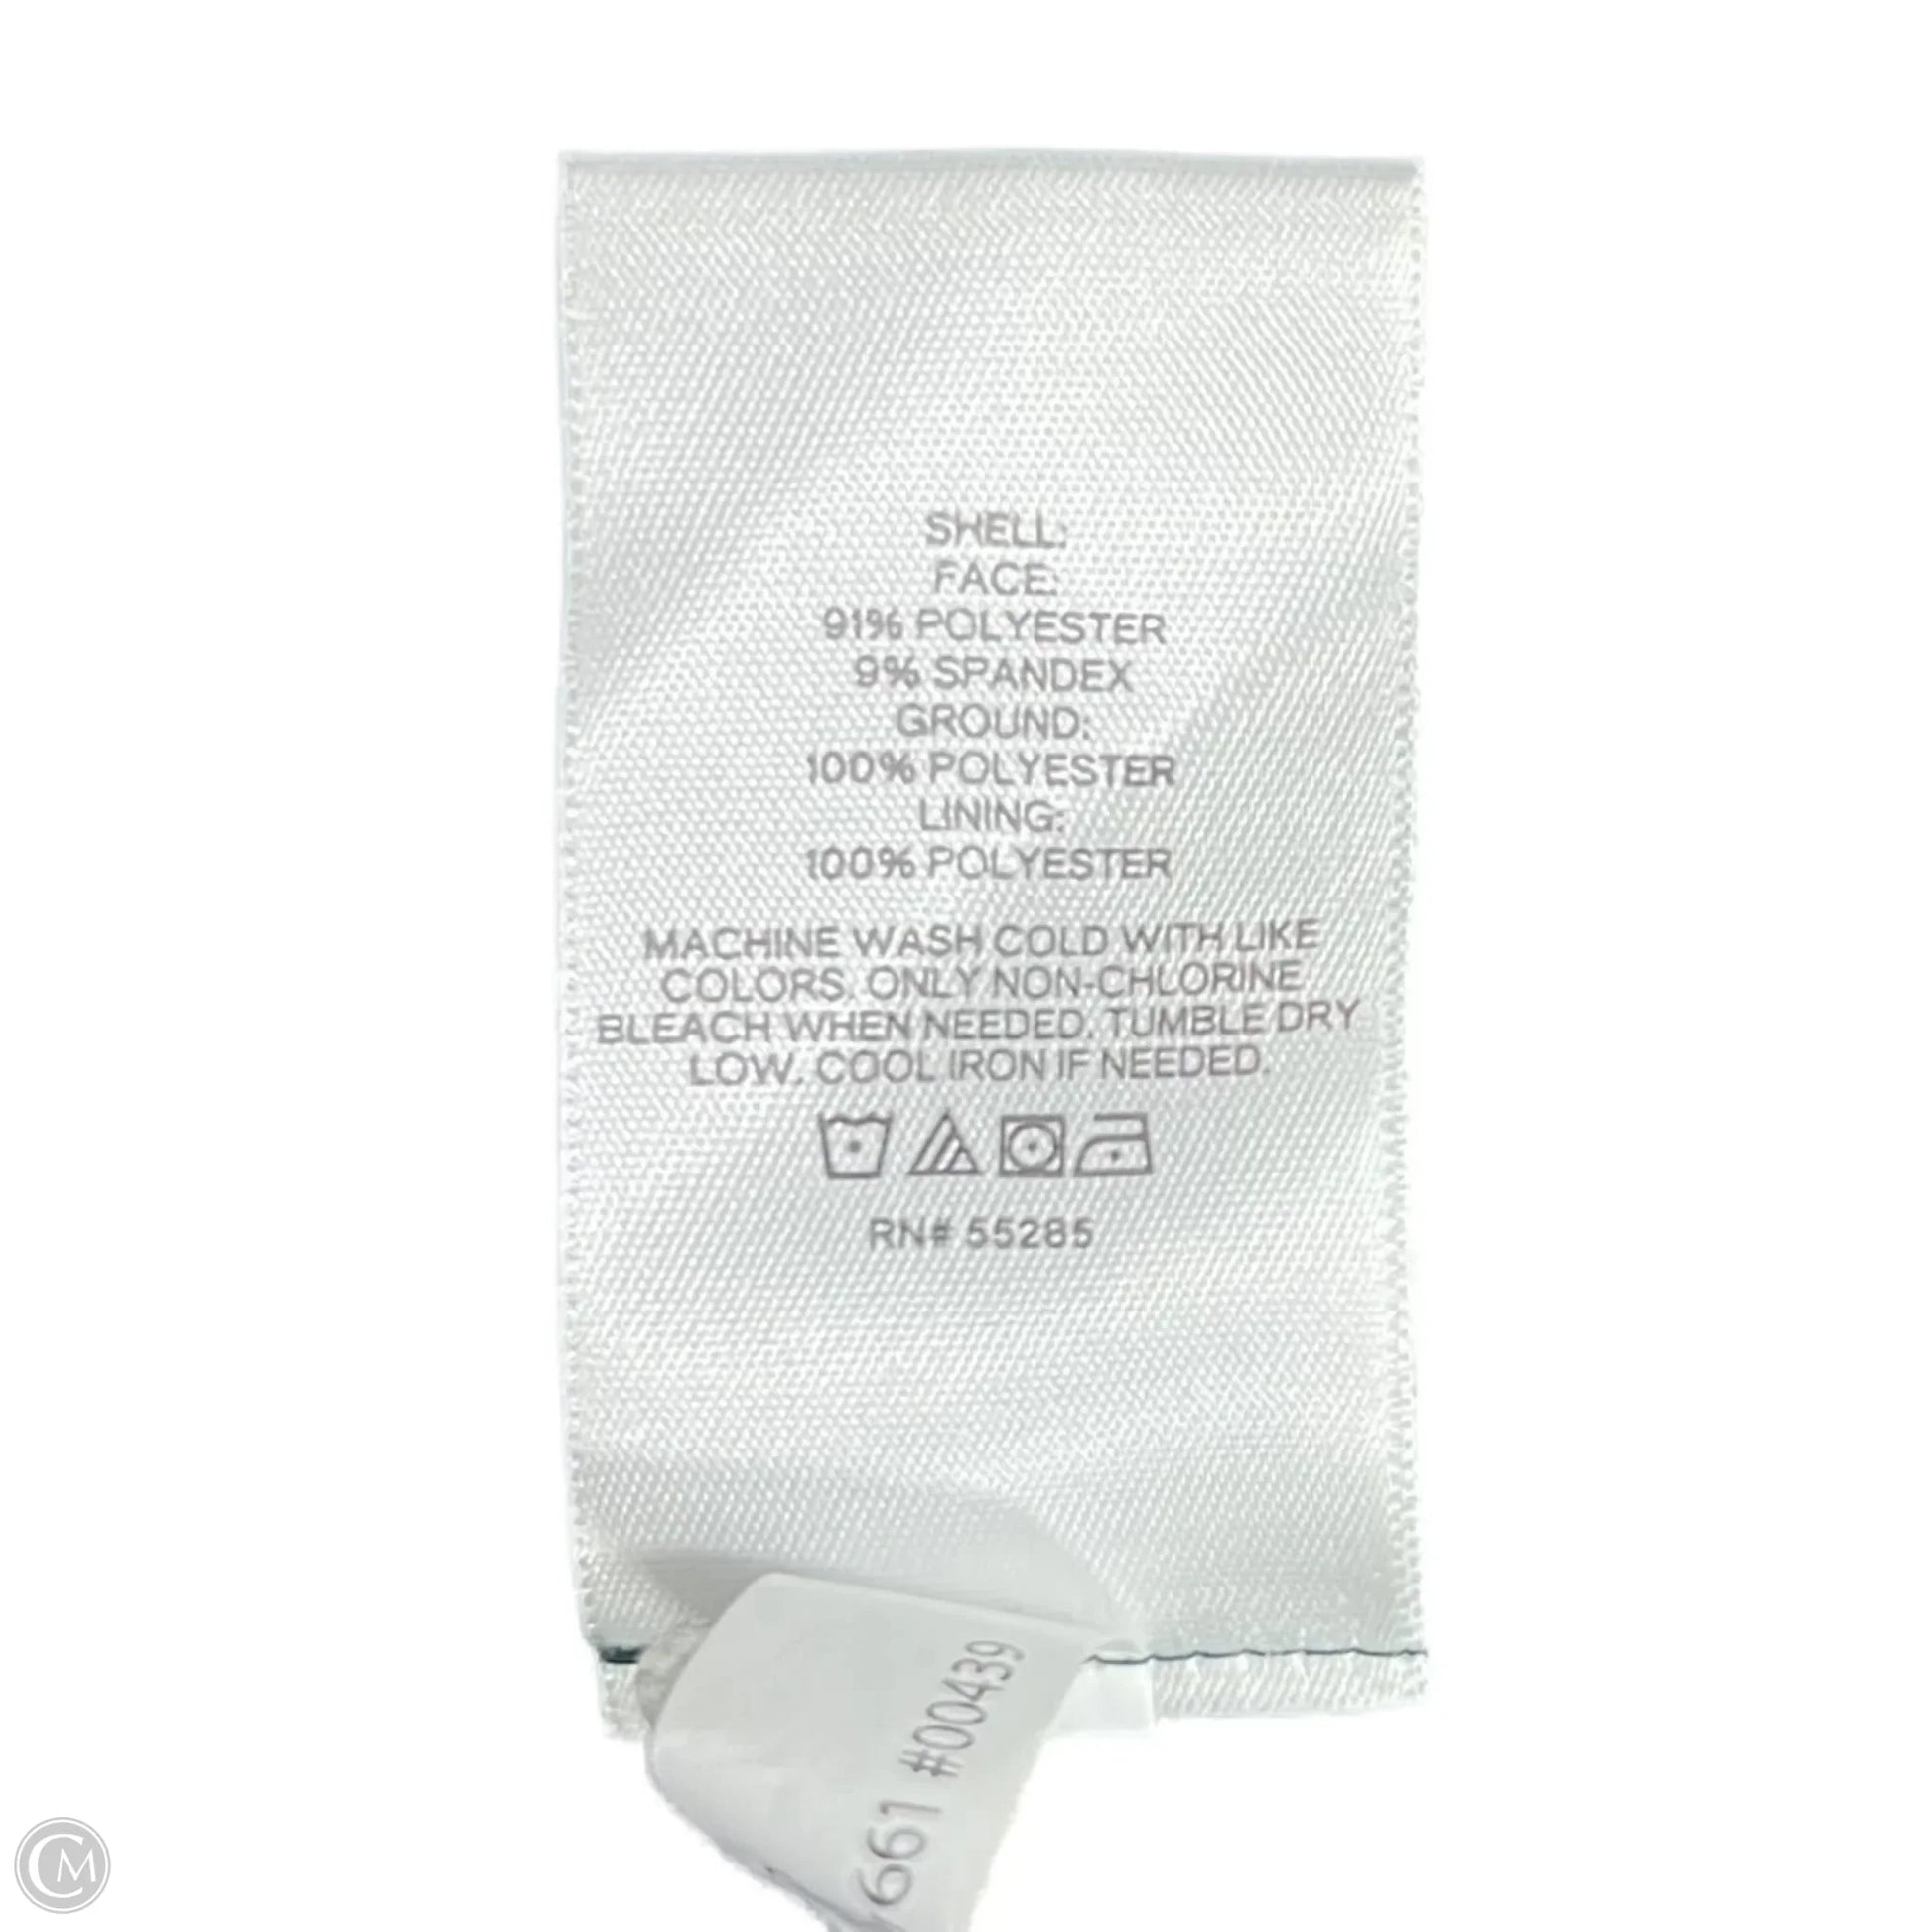 SHELL:
FACE:
91% POLYESTER
9% SPANDEX
GROUND:
100% POLYESTER
LINING:
100% POLYESTER
MACHINE WASH COLD WITH LIKE
COLORS. ONLY NON-CHLORINE
BLEACH WHEN NEEDED. TUMBLE DRY
LOW. COOL IRON IF NEEDED.
RN# 55285
661 #00439
CM